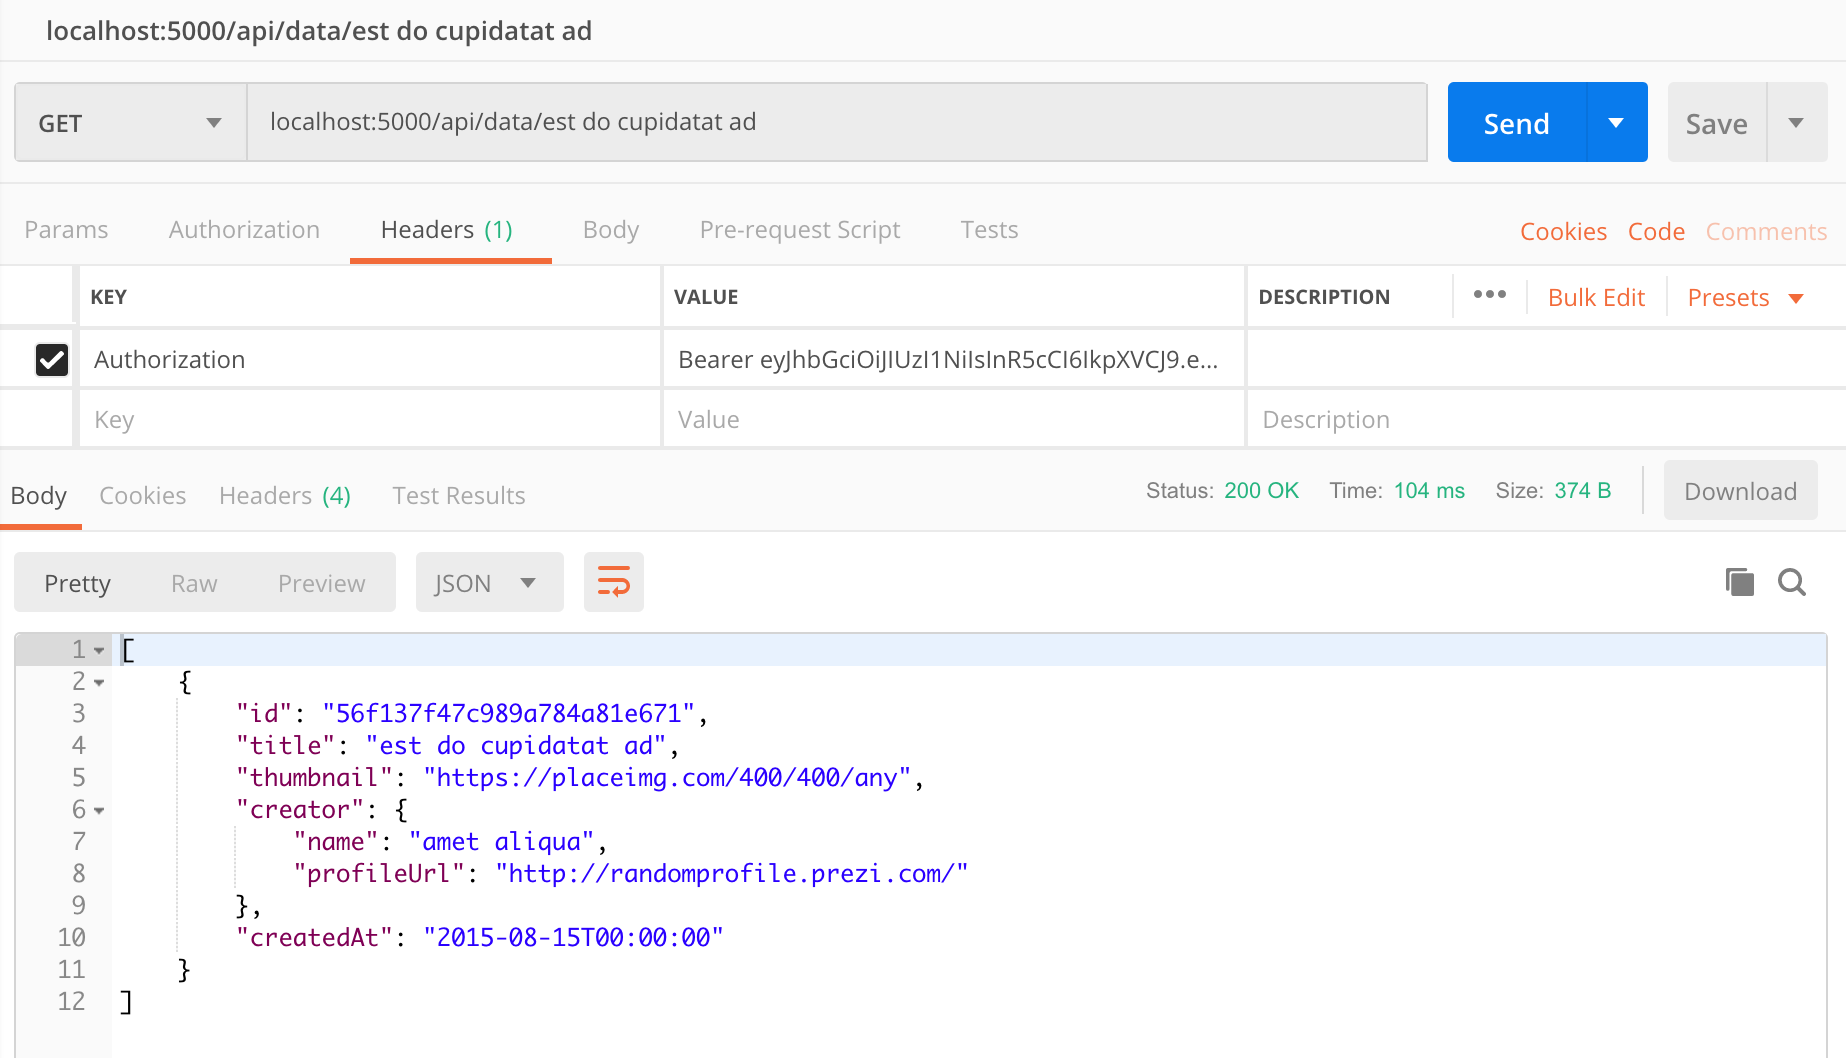 localhost:5000/api/data/est do cupidatat ad
GET localhost:5000/api/data/est do cupidatat ad Send Save
Params Authorization Headers (1) Body Pre-request Script Tests Cookies Code Comments
KEY VALUE DESCRIPTION ••• Bulk Edit Presets
Authorization Bearer eyJhbGciOiJIUzI1NiIsInR5cCI6IkpXVCJ9.e...
Key Value Description
Body Cookies Headers (4) Test Results Status: 200 OK Time: 104 ms Size: 374 B Download
Pretty Raw Preview JSON
1 [
2 {
3 "id": "56f137f47c989a784a81e671",
4 "title": "est do cupidatat ad",
5 "thumbnail": "https://placeimg.com/400/400/any",
6 "creator": {
7 "name": "amet aliqua",
8 "profileUrl": "http://randomprofile.prezi.com/"
9 },
10 "createdAt": "2015-08-15T00:00:00"
11 }
12 ]